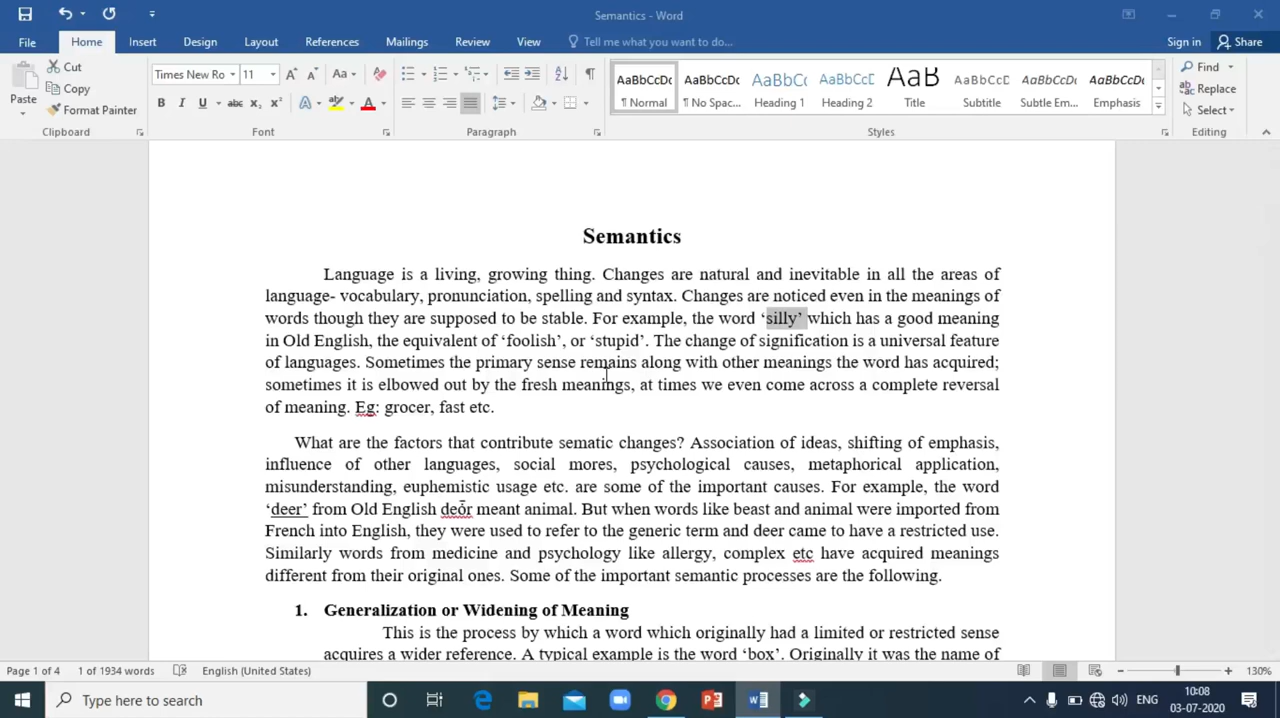 Semantics - Word
File Home Insert Design Layout References Mailings Review View Tell me what you want to do... Sign in Share
Cut
Copy
Format Painter
Paste
Times New Ro 11
AaBbCcDc AaBbCcDc AaBbCc AaBbCcE AaB AaBbCcDc AaBbCcDc AaBbCcDc
¶ Normal ¶ No Spac... Heading 1 Heading 2 Title Subtitle Subtle Em... Emphasis
Find
Replace
Select
Clipboard Font Paragraph Styles Editing
Semantics
Language is a living, growing thing. Changes are natural and inevitable in all the areas of
language- vocabulary, pronunciation, spelling and syntax. Changes are noticed even in the meanings of
words though they are supposed to be stable. For example, the word ‘silly’ which has a good meaning
in Old English, the equivalent of ‘foolish’, or ‘stupid’. The change of signification is a universal feature
of languages. Sometimes the primary sense remains along with other meanings the word has acquired;
sometimes it is elbowed out by the fresh meanings, at times we even come across a complete reversal
of meaning. Eg: grocer, fast etc.
What are the factors that contribute sematic changes? Association of ideas, shifting of emphasis,
influence of other languages, social mores, psychological causes, metaphorical application,
misunderstanding, euphemistic usage etc. are some of the important causes. For example, the word
‘deer’ from Old English deōr meant animal. But when words like beast and animal were imported from
French into English, they were used to refer to the generic term and deer came to have a restricted use.
Similarly words from medicine and psychology like allergy, complex etc have acquired meanings
different from their original ones. Some of the important semantic processes are the following.
1. Generalization or Widening of Meaning
This is the process by which a word which originally had a limited or restricted sense
acquires a wider reference. A typical example is the word ‘box’. Originally it was the name of
Page 1 of 4 1 of 1934 words English (United States) 130%
Type here to search
ENG
10:08
03-07-2020